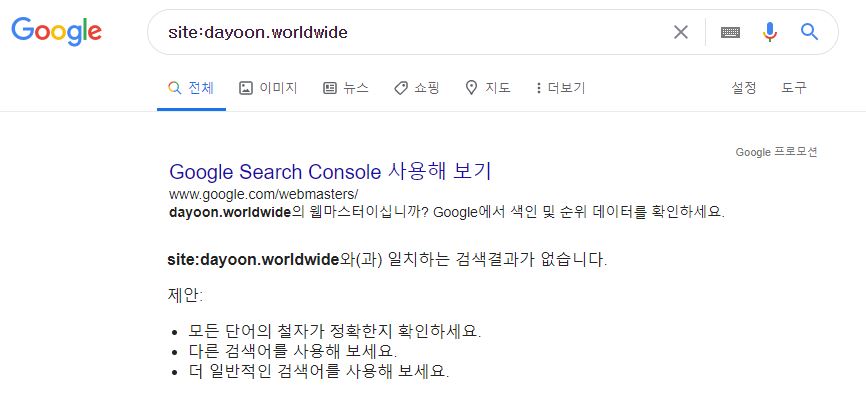 Google
site:dayoon.worldwide
전체 이미지 뉴스 쇼핑 지도 더보기 설정 도구
Google 프로모션
Google Search Console 사용해 보기
www.google.com/webmasters/
dayoon.worldwide의 웹마스터이십니까? Google에서 색인 및 순위 데이터를 확인하세요.
site:dayoon.worldwide와(과) 일치하는 검색결과가 없습니다.
제안:
• 모든 단어의 철자가 정확한지 확인하세요.
• 다른 검색어를 사용해 보세요.
• 더 일반적인 검색어를 사용해 보세요.